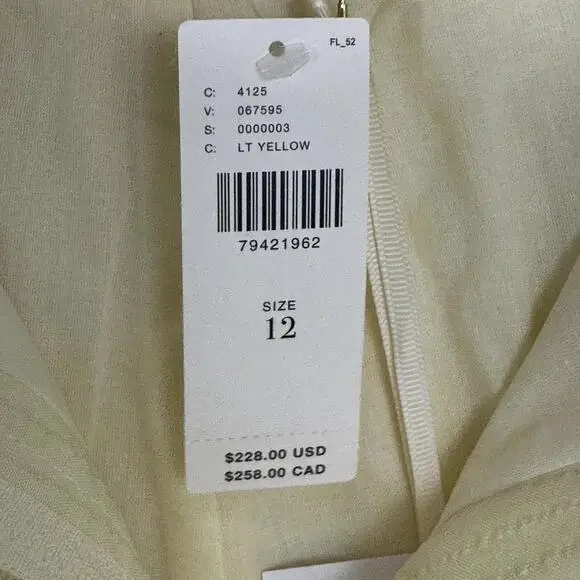 FL_52
C: 4125
V: 067595
S: 0000003
C: LT YELLOW
79421962
SIZE
12
$228.00 USD
$258.00 CAD